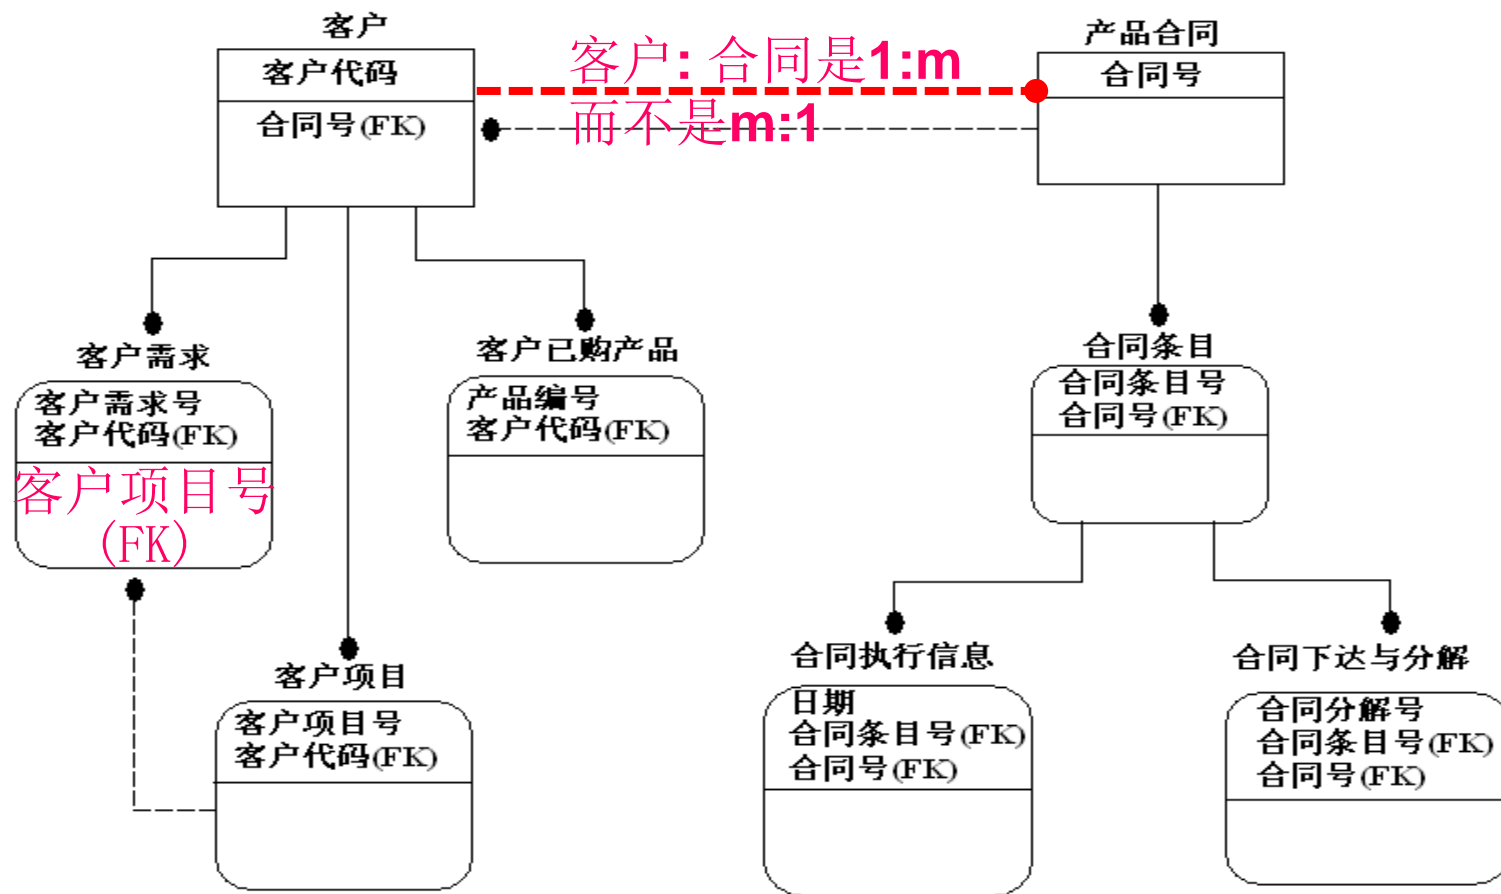 客户
客户代码
合同号(FK)
客户: 合同是1:m
而不是m:1
产品合同
合同号
客户需求
客户需求号
客户代码(FK)
客户项目号
(FK)
客户已购产品
产品编号
客户代码(FK)
合同条目
合同条目号
合同号(FK)
客户项目
客户项目号
客户代码(FK)
合同执行信息
日期
合同条目号(FK)
合同号(FK)
合同下达与分解
合同分解号
合同条目号(FK)
合同号(FK)